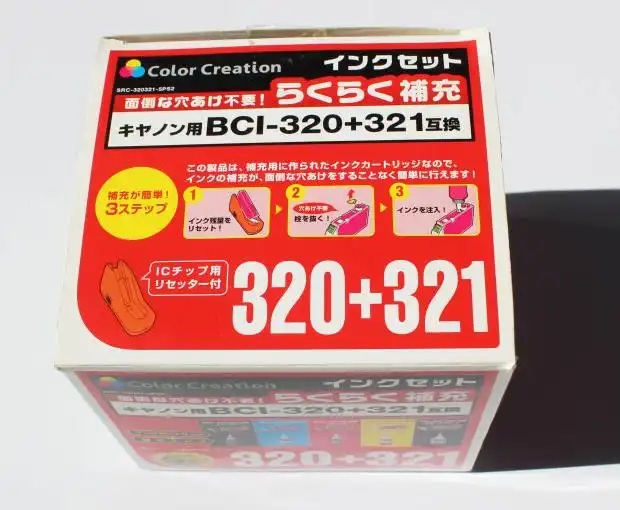 Color Creation
インクセット
SRC-320321-SPS2
面倒な穴あけ不要!らくらく補充
キヤノン用BCI-320+321互換
この製品は、補充用に作られたインクカートリッジなので、
インクの補充が、面倒な穴あけをすることなく簡単に行えます!
補充が簡単!
3ステップ
1
インク残量を
リセット!
2
穴あけ不要
栓を抜く!
3
インクを注入!
ICチップ用
リセッター付
320+321
Color Creation
インクセット
面倒な穴あけ不要!らくらく補充
キヤノン用BCI-320+321互換
320+321